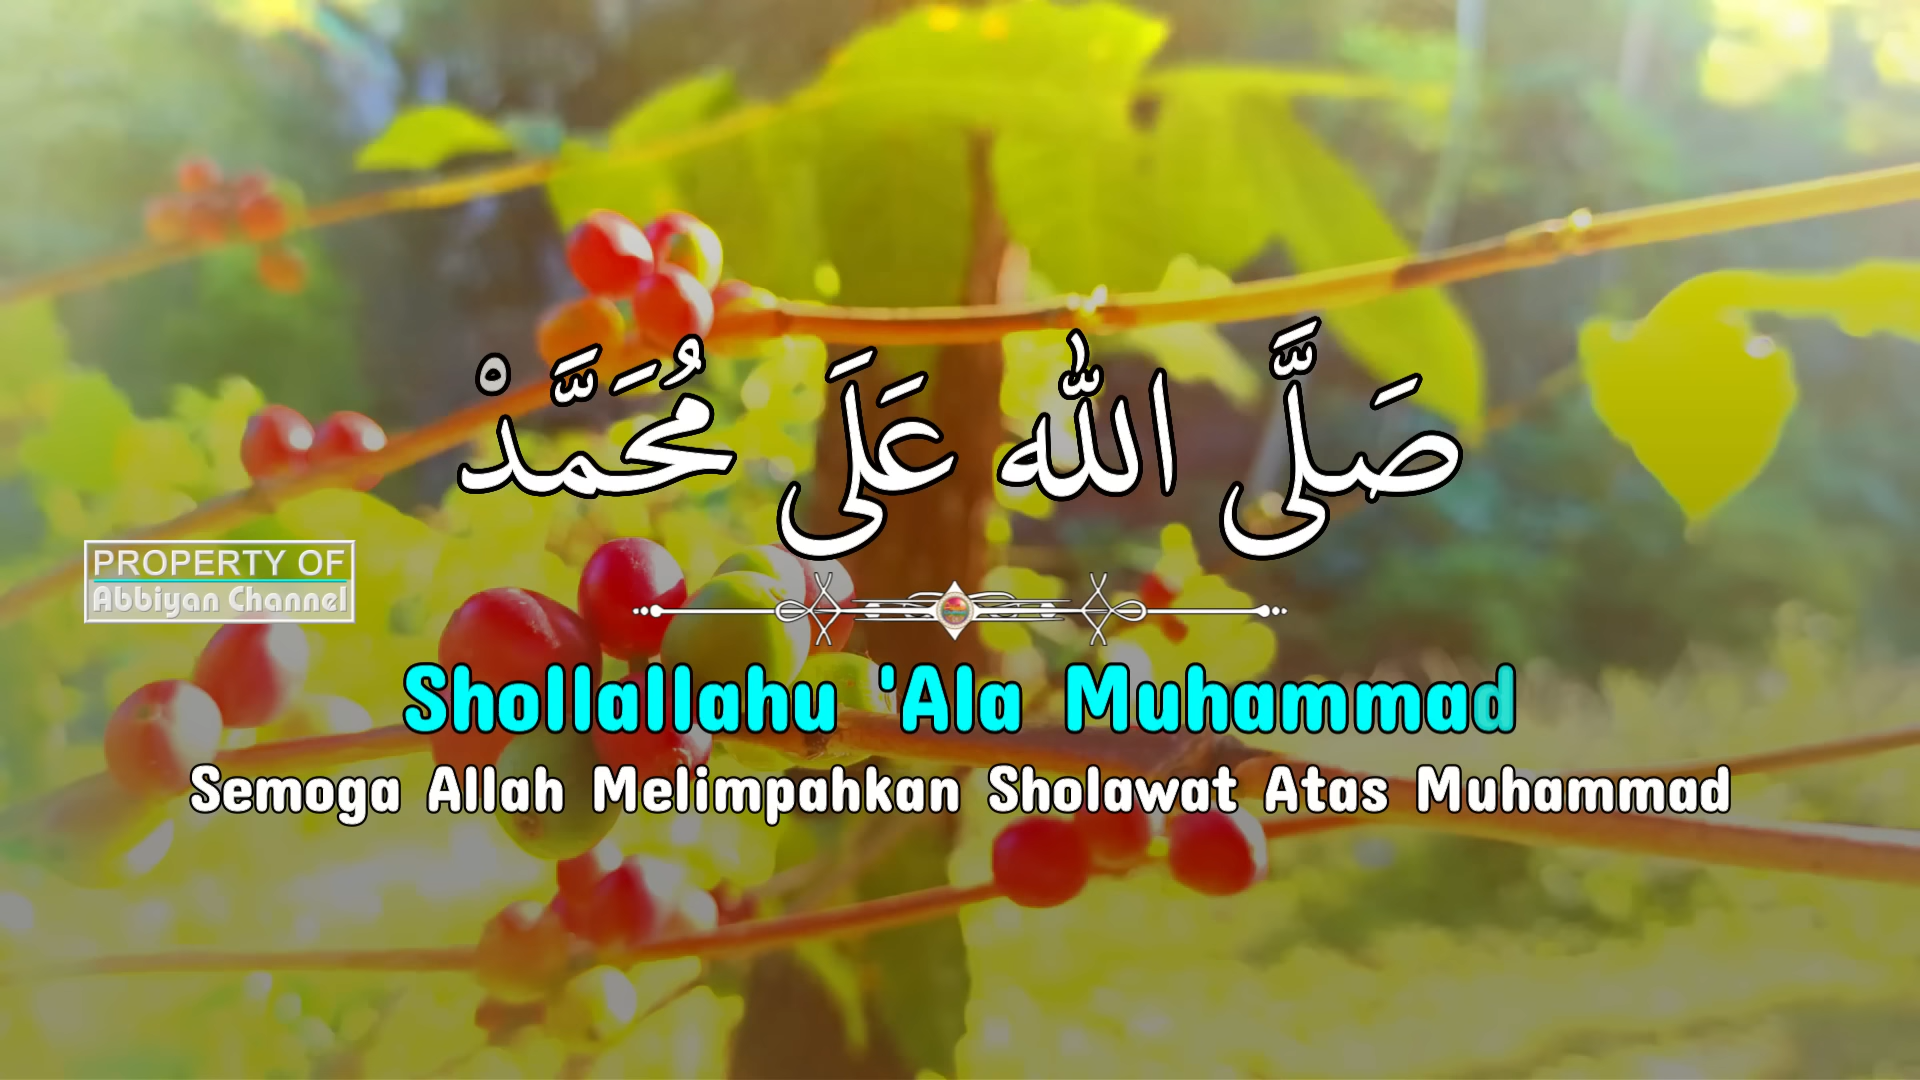 صَلَّى الله عَلَى مُحَمَّدْ
PROPERTY OF
Abbiyan Channel
Shollallahu 'Ala Muhammad
Semoga Allah Melimpahkan Sholawat Atas Muhammad